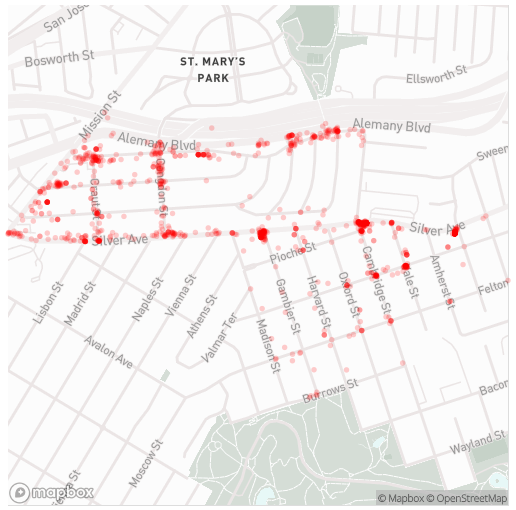 San Jos
Bosworth St
ST. MARY'S
PARK
Ellsworth St
Mission St
Alemany Blvd
Alemany Blvd
Craut St
Congdon St
Silver Ave
Silver Ave
Pioche St
Lisbon St
Madrid St
Naples St
Vienna St
Athens St
Valmar Ter
Gambier St
Harvard St
Oxford St
Cambridge St
Yale St
Amherst St
Felton
Madison St
Avalon Ave
Burrows St
Bacon
Wayland St
Moscow St
mapbox
© Mapbox © OpenStreetMap